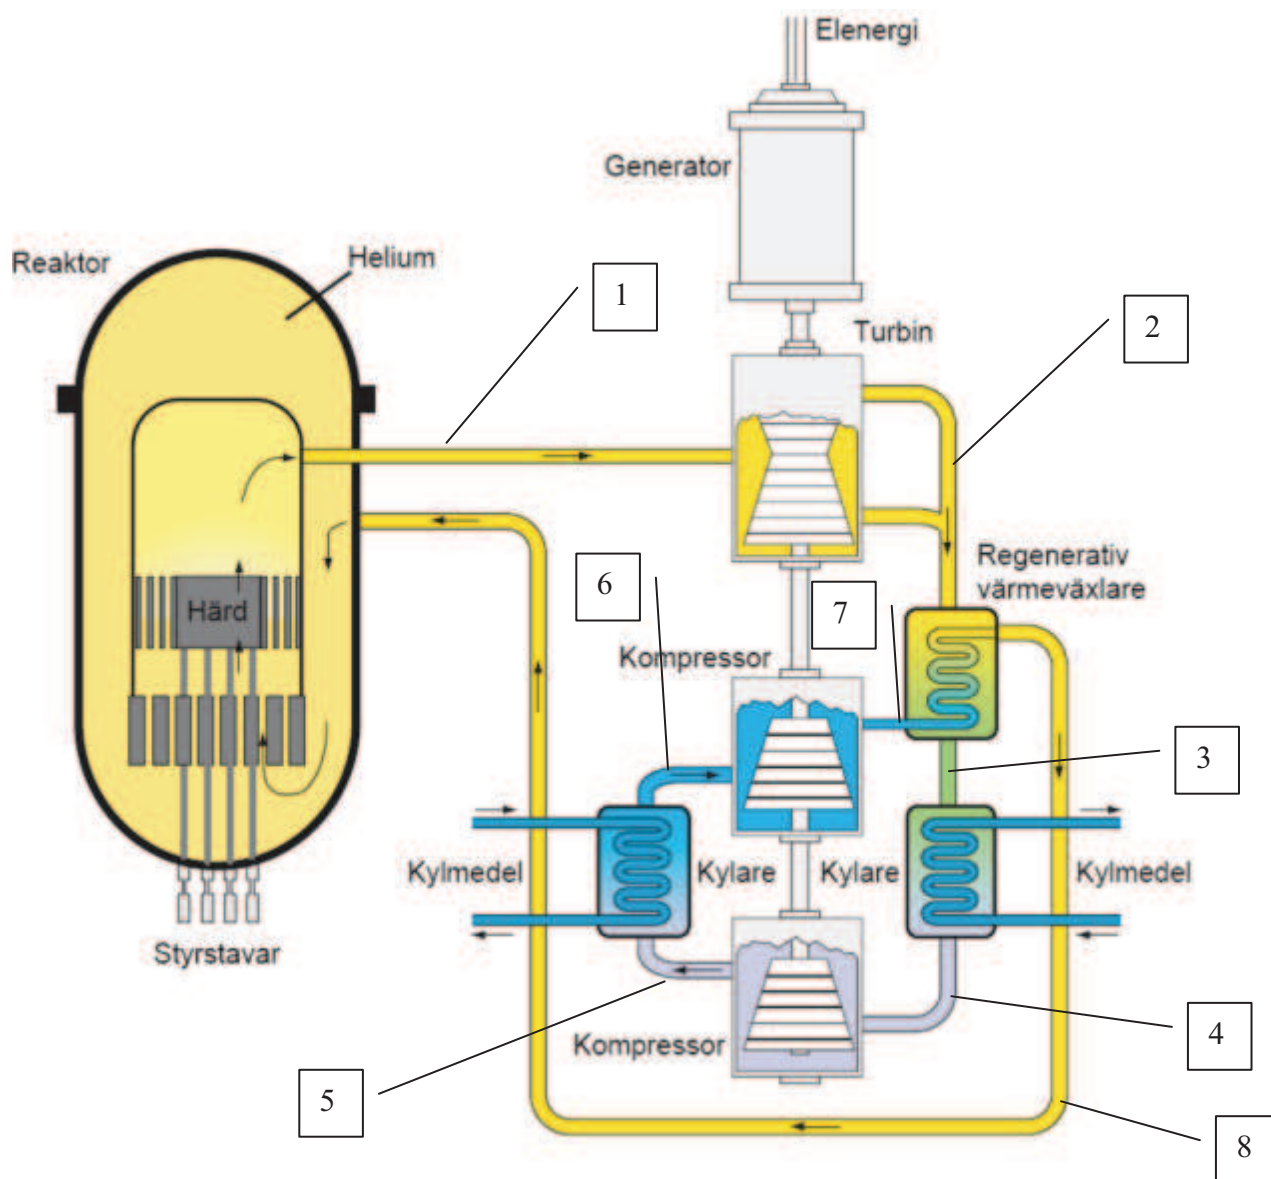 Elenergi
Generator
Reaktor
Helium
1
Turbin
2
Regenerativ
värmeväxlare
6
7
Härd
Kompressor
3
Kylmedel
Kylare
Kylare
Kylmedel
Styrstavar
Kompressor
4
5
8